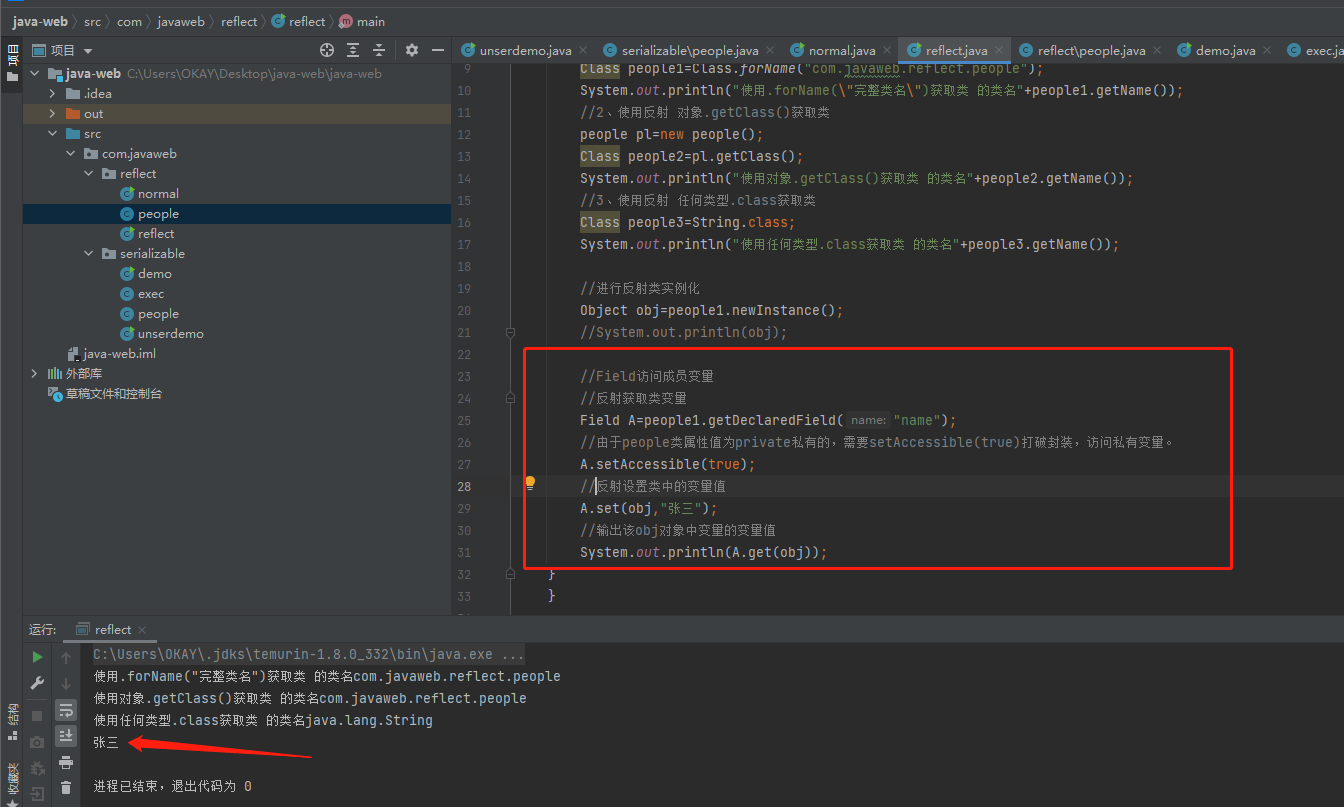 java-web › src › com › javaweb › reflect › reflect › main
项目
项目
unserdemo.java × serializable\people.java × normal.java × reflect.java × reflect\people.java × demo.java × exec.ja
java-web C:\Users\OKAY\Desktop\java-web\java-web
.idea
out
src
com.javaweb
reflect
normal
people
reflect
serializable
demo
exec
people
unserdemo
java-web.iml
外部库
草稿文件和控制台
9 Class people1=Class.forName("com.javaweb.reflect.people");
10 System.out.println("使用.forName(\"完整类名\")获取类 的类名"+people1.getName());
11 //2、使用反射 对象.getClass()获取类
12 people pl=new people();
13 Class people2=pl.getClass();
14 System.out.println("使用对象.getClass()获取类 的类名"+people2.getName());
15 //3、使用反射 任何类型.class获取类
16 Class people3=String.class;
17 System.out.println("使用任何类型.class获取类 的类名"+people3.getName());
18
19 //进行反射类实例化
20 Object obj=people1.newInstance();
21 //System.out.println(obj);
22
23 //Field访问成员变量
24 //反射获取类变量
25 Field A=people1.getDeclaredField( name: "name");
26 //由于people类属性值为private私有的，需要setAccessible(true)打破封装，访问私有变量。
27 A.setAccessible(true);
28 //反射设置类中的变量值
29 A.set(obj,"张三");
30 //输出该obj对象中变量的变量值
31 System.out.println(A.get(obj));
32 }
33 }
运行: reflect ×
C:\Users\OKAY\.jdks\temurin-1.8.0_332\bin\java.exe ...
使用.forName("完整类名")获取类 的类名com.javaweb.reflect.people
使用对象.getClass()获取类 的类名com.javaweb.reflect.people
使用任何类型.class获取类 的类名java.lang.String
张三
进程已结束，退出代码为 0
结构
收藏夹